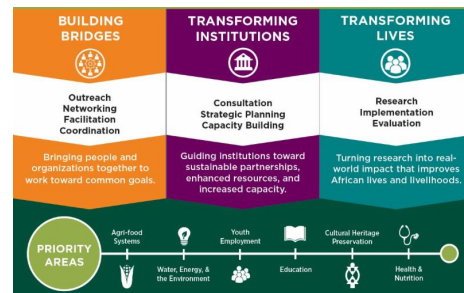 BUILDING
BRIDGES
Outreach
Networking
Facilitation
Coordination
Bringing people and
organizations together to
work toward common goals.
TRANSFORMING
INSTITUTIONS
Consultation
Strategic Planning
Capacity Building
Guiding institutions toward
sustainable partnerships,
enhanced resources, and
increased capacity.
TRANSFORMING
LIVES
Research
Implementation
Evaluation
Turning research into real-
world impact that improves
African lives and livelihoods.
PRIORITY
AREAS
Agri-food
Systems
Water, Energy, &
the Environment
Youth
Employment
Education
Cultural Heritage
Preservation
Health &
Nutrition